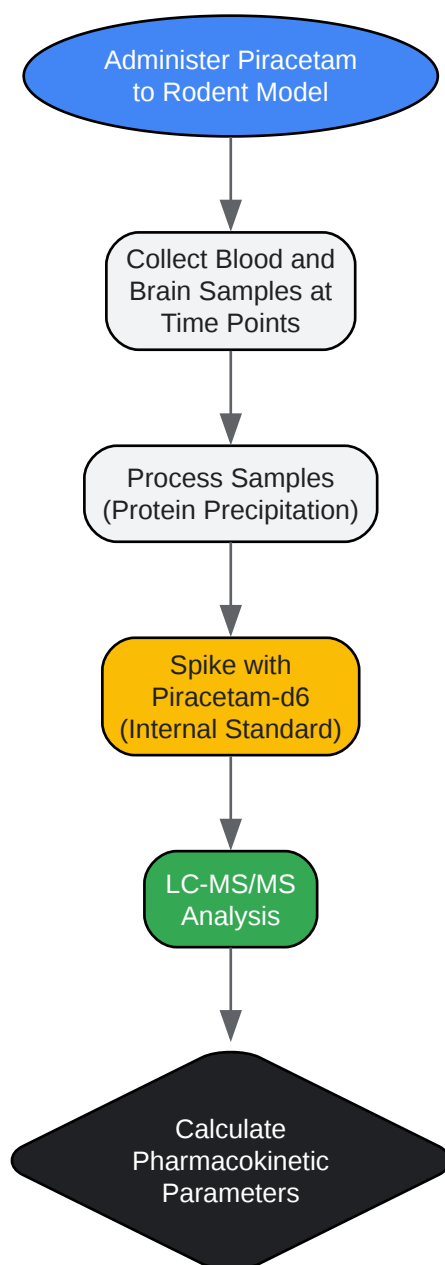 Administer Piracetam
to Rodent Model
Collect Blood and
Brain Samples at
Time Points
Process Samples
(Protein Precipitation)
Spike with
Piracetam-d6
(Internal Standard)
LC-MS/MS
Analysis
Calculate
Pharmacokinetic
Parameters